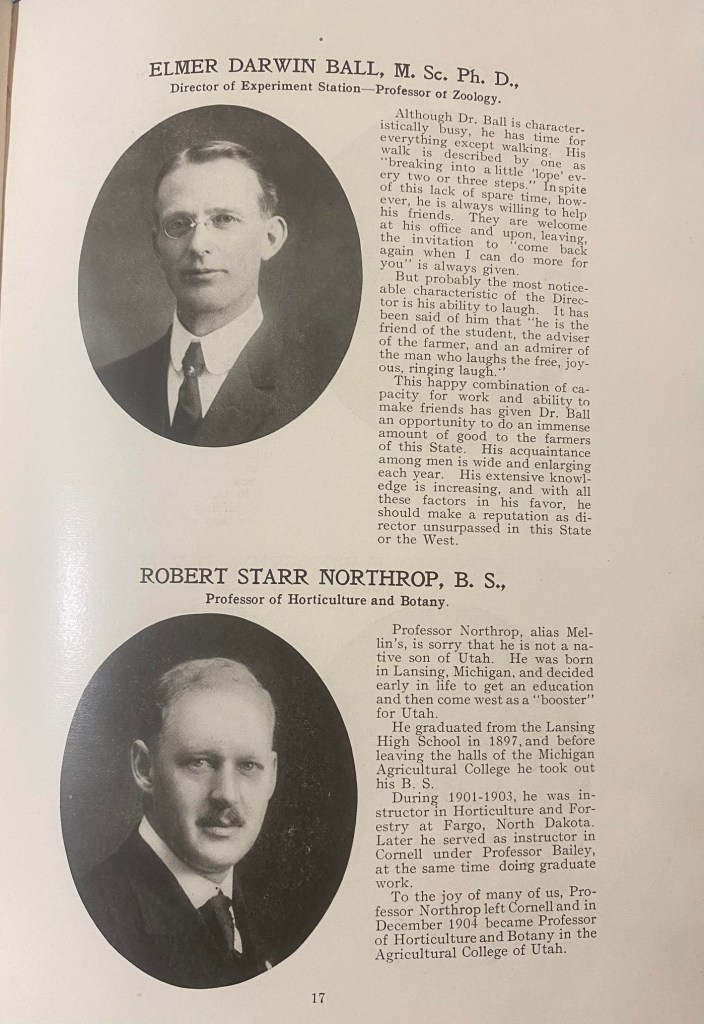 ELMER DARWIN BALL, M. Sc. Ph. D.,
Director of Experiment Station—Professor of Zoology.
Although Dr. Ball is character-
istically busy, he has time for
everything except walking. His
walk is described by one as
"breaking into a little 'lope' ev-
ery two or three steps." In spite
of this lack of spare time, how-
ever, he is always willing to help
his friends. They are welcome
at his office and upon, leaving,
the invitation to "come back
again when I can do more for
you" is always given.
But probably the most notice-
able characteristic of the Direc-
tor is his ability to laugh. It has
been said of him that "he is the
friend of the student, the adviser
of the farmer, and an admirer of
the man who laughs the free, joy-
ous, ringing laugh."
This happy combination of ca-
pacity for work and ability to
make friends has given Dr. Ball
an opportunity to do an immense
amount of good to the farmers
of this State. His acquaintance
among men is wide and enlarging
each year. His extensive knowl-
edge is increasing, and with all
these factors in his favor, he
should make a reputation as di-
rector unsurpassed in this State
or the West.
ROBERT STARR NORTHROP, B. S.,
Professor of Horticulture and Botany.
Professor Northrop, alias Mel-
lin's, is sorry that he is not a na-
tive son of Utah. He was born
in Lansing, Michigan, and decided
early in life to get an education
and then come west as a "booster"
for Utah.
He graduated from the Lansing
High School in 1897, and before
leaving the halls of the Michigan
Agricultural College he took out
his B. S.
During 1901-1903, he was in-
structor in Horticulture and For-
estry at Fargo, North Dakota.
Later he served as instructor in
Cornell under Professor Bailey,
at the same time doing graduate
work.
To the joy of many of us, Pro-
fessor Northrop left Cornell and in
December 1904 became Professor
of Horticulture and Botany in the
Agricultural College of Utah.
17